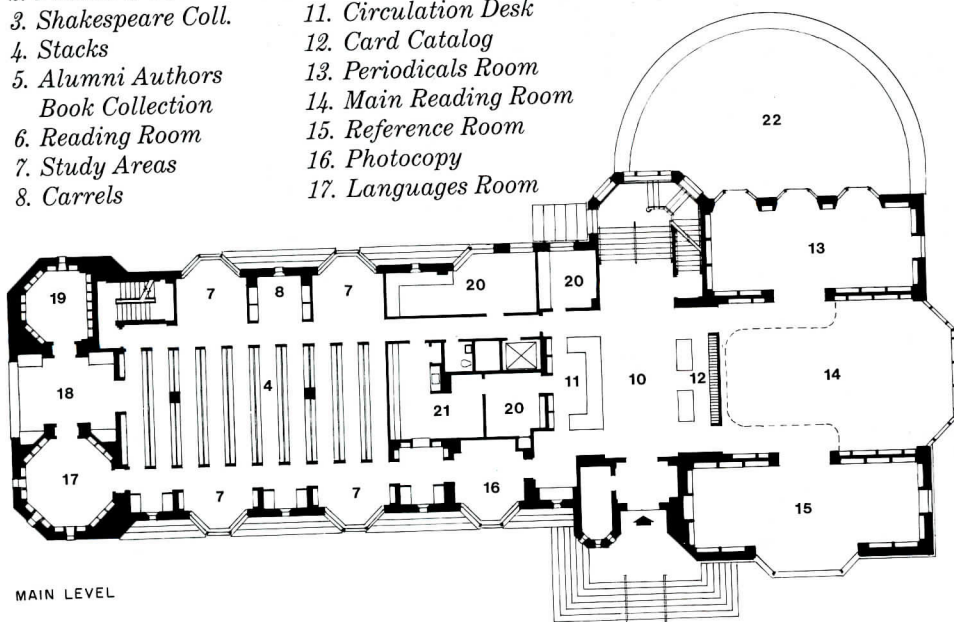 3. Shakespeare Coll.
4. Stacks
5. Alumni Authors
Book Collection
6. Reading Room
7. Study Areas
8. Carrels
11. Circulation Desk
12. Card Catalog
13. Periodicals Room
14. Main Reading Room
15. Reference Room
16. Photocopy
17. Languages Room
22
13
19 7 8 7 20 20
18 4 11 10 12 14
21 20
17 7 7 16 15
MAIN LEVEL